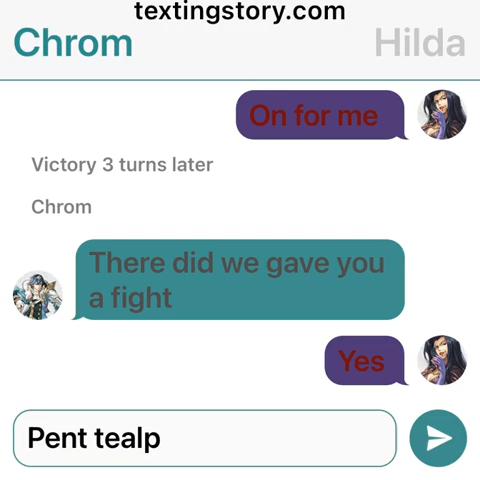 textingstory.com
Chrom Hilda
On for me
Victory 3 turns later
Chrom
There did we gave you
a fight
Yes
Pent tealp